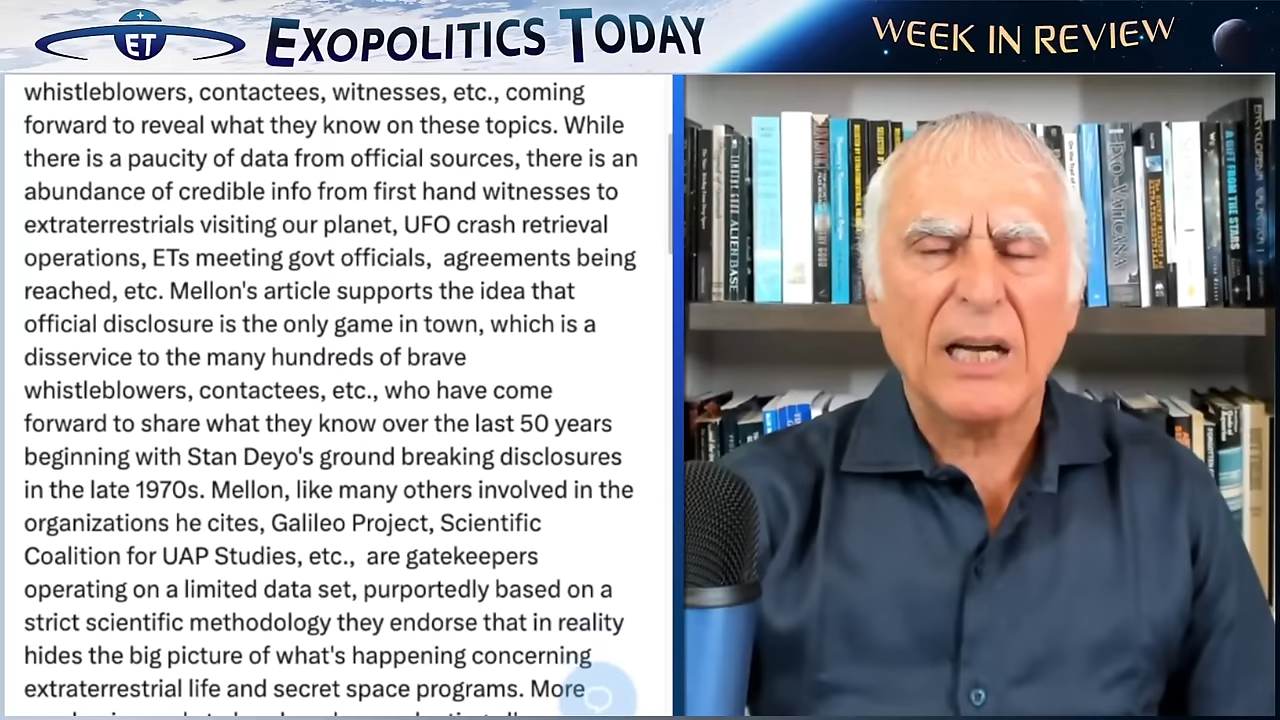 ET
EXOPOLITICS TODAY
WEEK IN REVIEW
whistleblowers, contactees, witnesses, etc., coming
forward to reveal what they know on these topics. While
there is a paucity of data from official sources, there is an
abundance of credible info from first hand witnesses to
extraterrestrials visiting our planet, UFO crash retrieval
operations, ETs meeting govt officials,  agreements being
reached, etc. Mellon's article supports the idea that
official disclosure is the only game in town, which is a
disservice to the many hundreds of brave
whistleblowers, contactees, etc., who have come
forward to share what they know over the last 50 years
beginning with Stan Deyo's ground breaking disclosures
in the late 1970s. Mellon, like many others involved in the
organizations he cites, Galileo Project, Scientific
Coalition for UAP Studies, etc.,  are gatekeepers
operating on a limited data set, purportedly based on a
strict scientific methodology they endorse that in reality
hides the big picture of what's happening concerning
extraterrestrial life and secret space programs. More
EXO-VATICANA
A GIFT FROM THE STARS